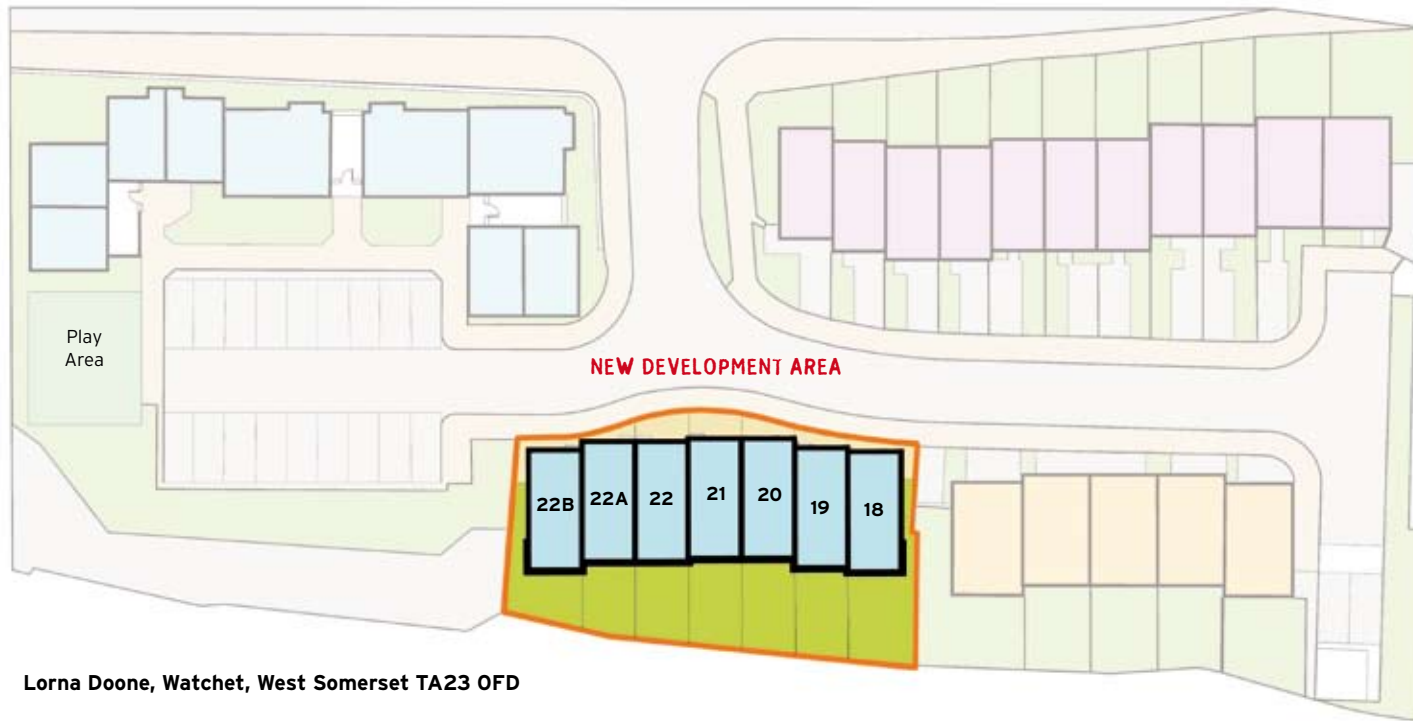 Play
Area
NEW DEVELOPMENT AREA
22B 22A 22 21 20 19 18
Lorna Doone, Watchet, West Somerset TA23 0FD